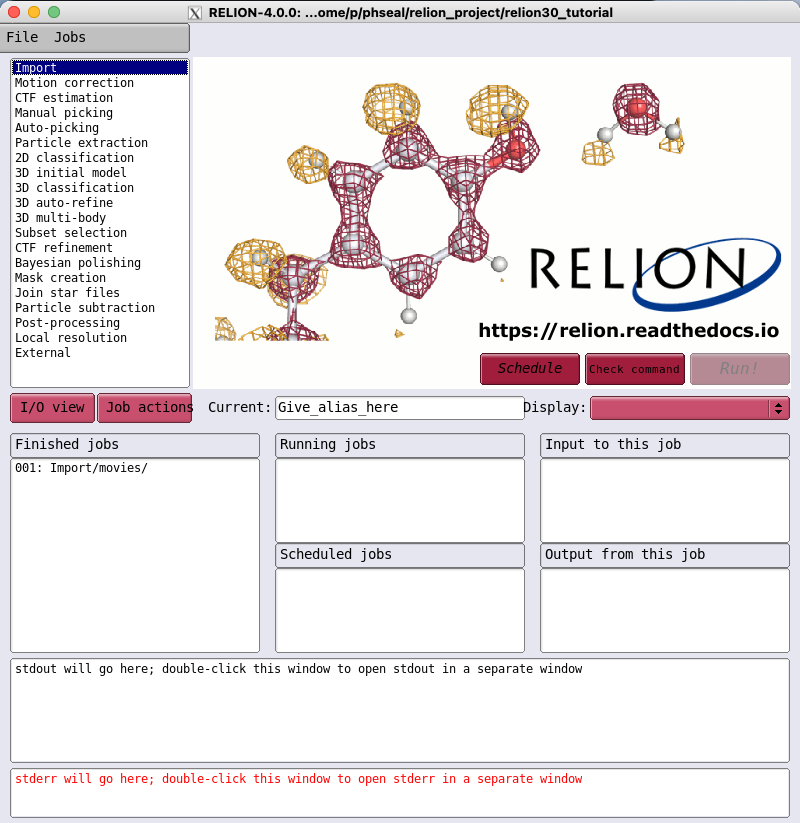 RELION-4.0.0: ...ome/p/phseal/relion_project/relion30_tutorial
File Jobs
Import
Motion correction
CTF estimation
Manual picking
Auto-picking
Particle extraction
2D classification
3D initial model
3D classification
3D auto-refine
3D multi-body
Subset selection
CTF refinement
Bayesian polishing
Mask creation
Join star files
Particle subtraction
Post-processing
Local resolution
External
RELION
https://relion.readthedocs.io
Schedule Check command Run!
I/O view Job actions Current: Give_alias_here Display:
Finished jobs Running jobs Input to this job
001: Import/movies/
Scheduled jobs Output from this job
stdout will go here; double-click this window to open stdout in a separate window
stderr will go here; double-click this window to open stderr in a separate window